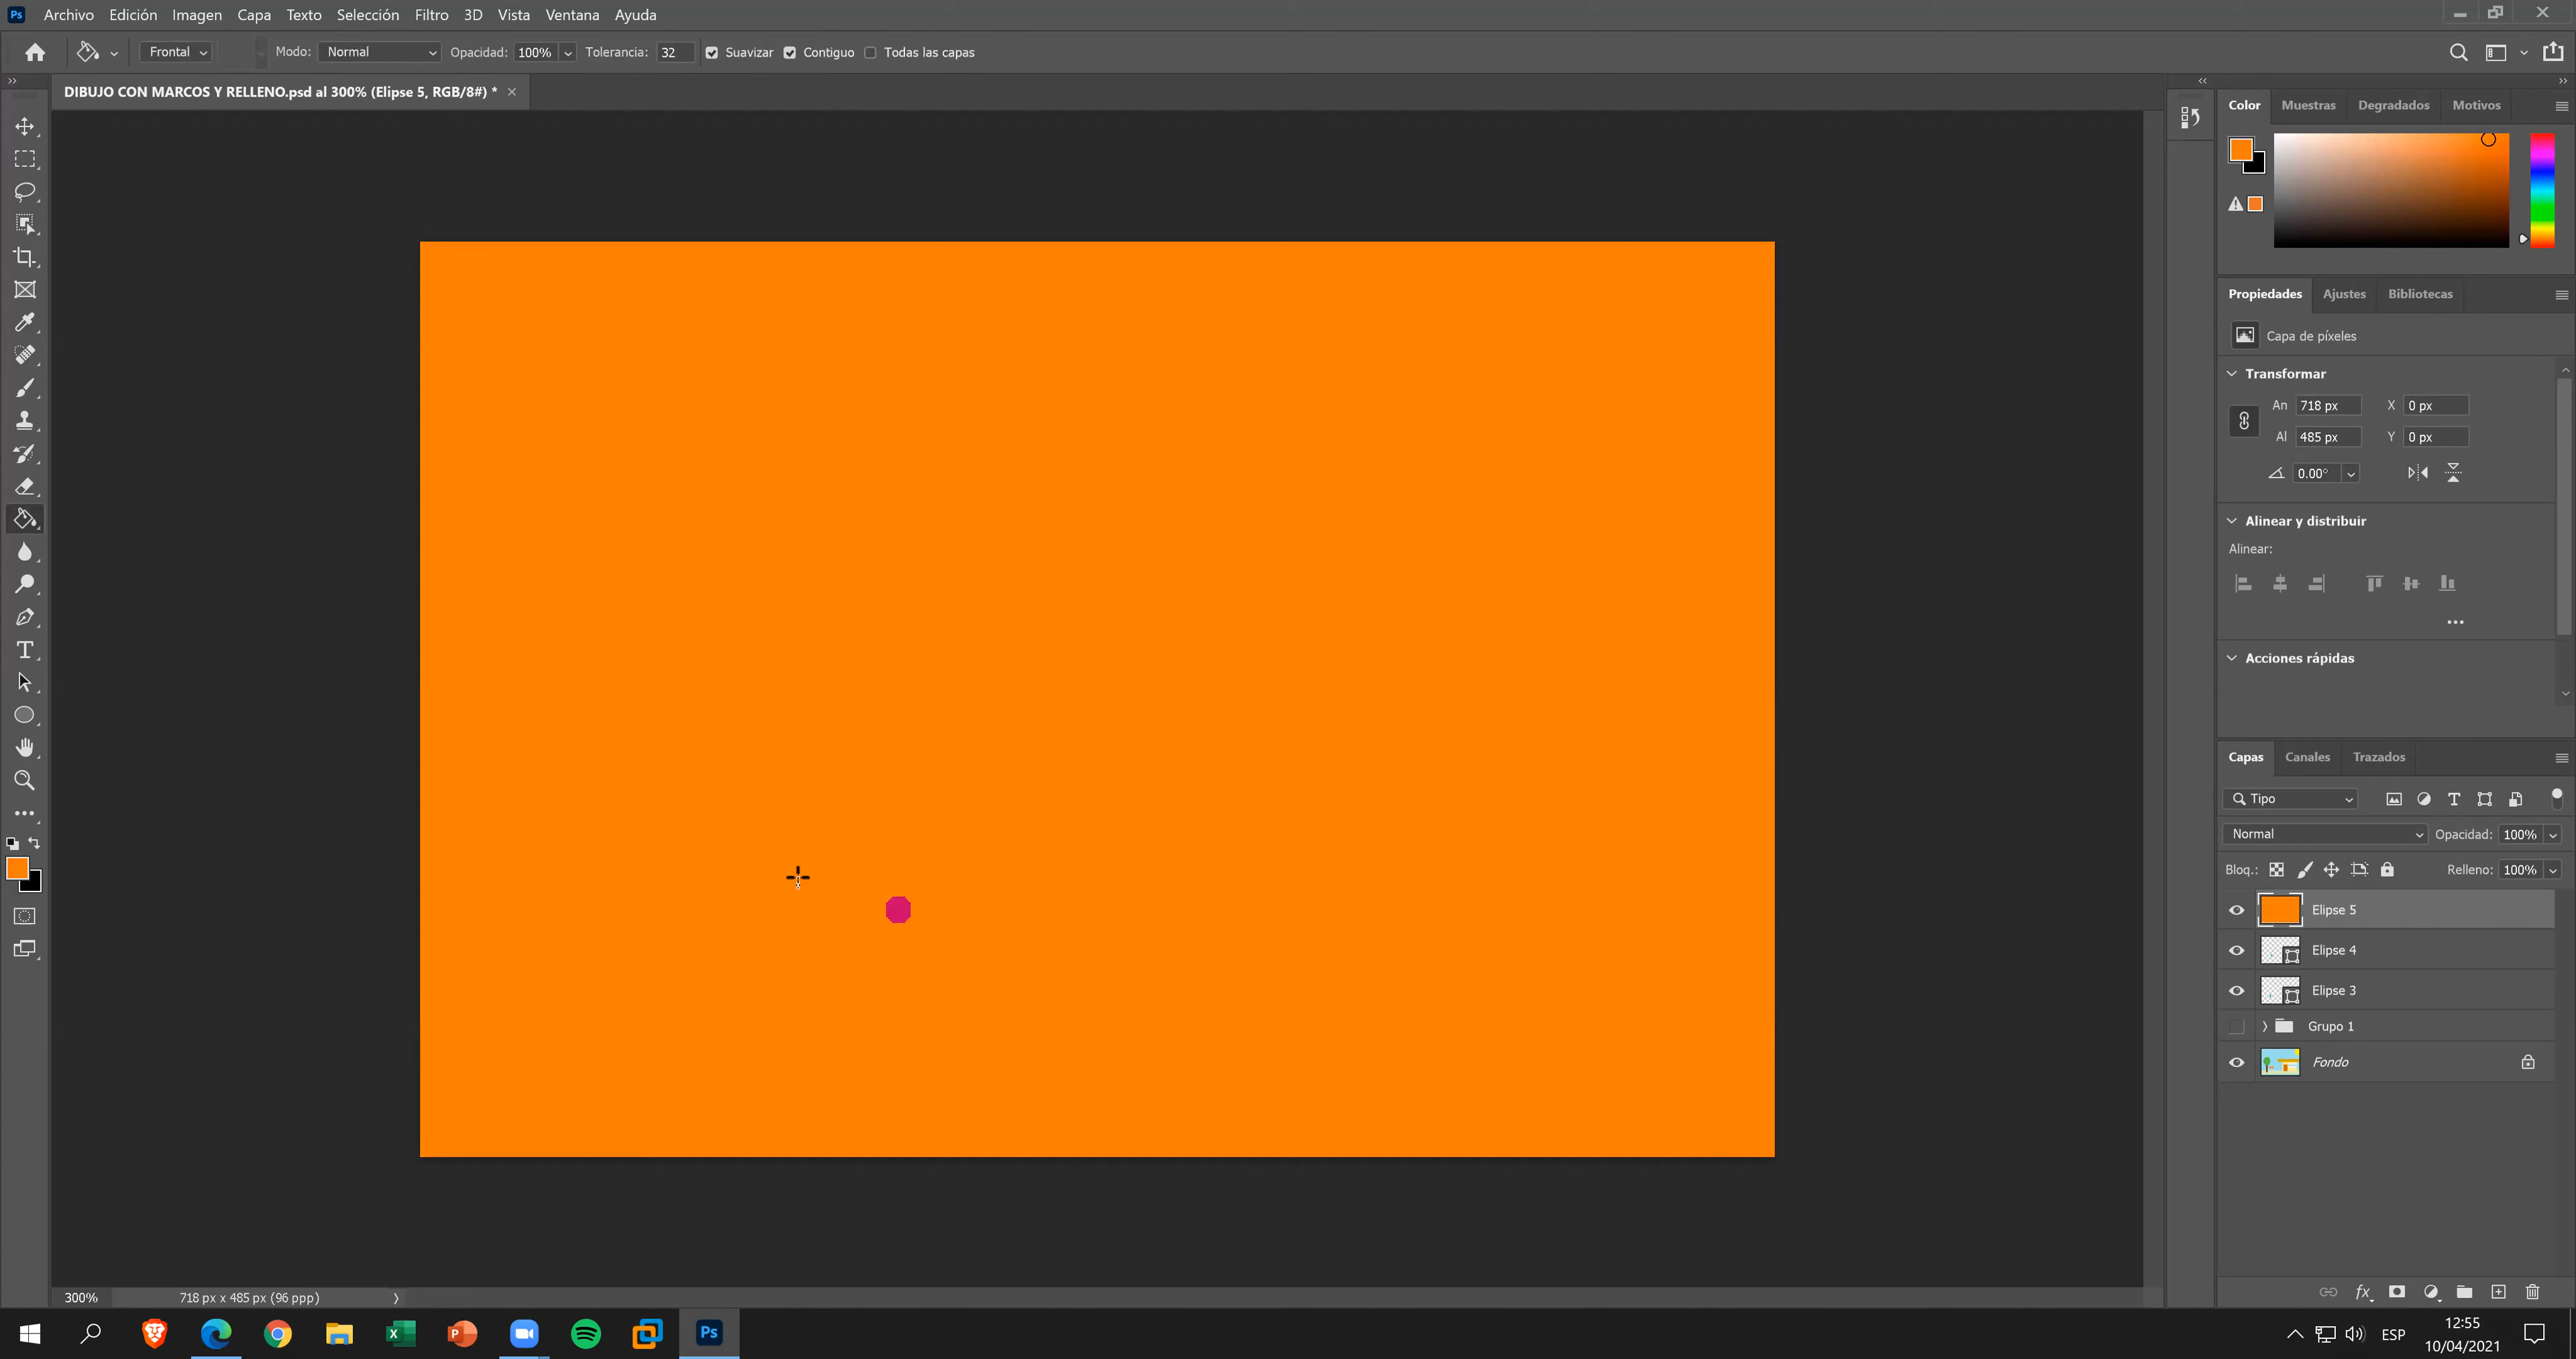 Ps Archivo Edición Imagen Capa Texto Selección Filtro 3D Vista Ventana Ayuda
Frontal Modo: Normal Opacidad: 100% Tolerancia: 32 Suavizar Contiguo Todas las capas
DIBUJO CON MARCOS Y RELLENO.psd al 300% (Elipse 5, RGB/8#) *
Color Muestras Degradados Motivos
Propiedades Ajustes Bibliotecas
Capa de píxeles
Transformar
An 718 px X 0 px
Al 485 px Y 0 px
0.00°
Alinear y distribuir
Alinear:
Acciones rápidas
Capas Canales Trazados
Tipo
Normal Opacidad: 100%
Bloq.: Relleno: 100%
Elipse 5
Elipse 4
Elipse 3
Grupo 1
Fondo
fx
300% 718 px x 485 px (96 ppp)
Ps
ESP
12:55
10/04/2021